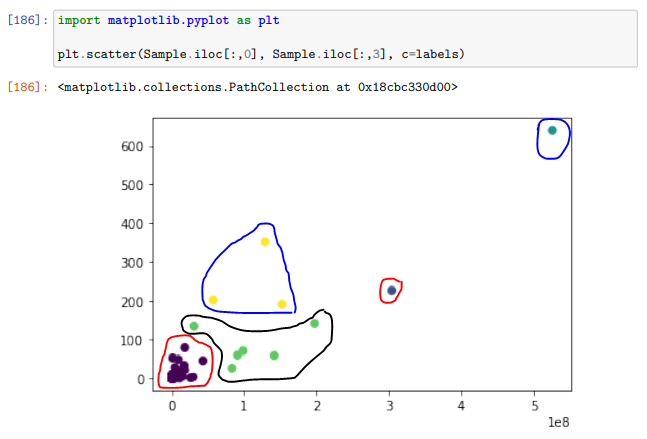 [186]: import matplotlib.pyplot as plt
plt.scatter(Sample.iloc[:,0], Sample.iloc[:,3], c=labels)
[186]: <matplotlib.collections.PathCollection at 0x18cbc330d00>
600
500
400
300
200
100
0
0 1 2 3 4 5
1e8